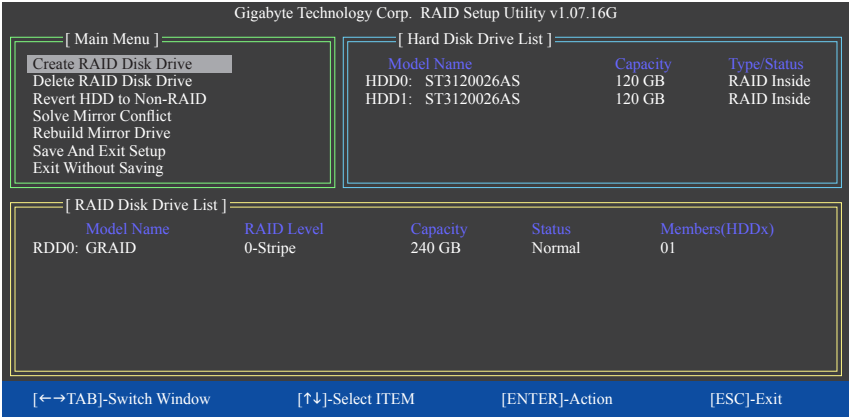 Gigabyte Technology Corp. RAID Setup Utility v1.07.16G
[ Main Menu ]
Create RAID Disk Drive
Delete RAID Disk Drive
Revert HDD to Non-RAID
Solve Mirror Conflict
Rebuild Mirror Drive
Save And Exit Setup
Exit Without Saving
[ Hard Disk Drive List ]
Model Name Capacity Type/Status
HDD0: ST3120026AS 120 GB RAID Inside
HDD1: ST3120026AS 120 GB RAID Inside
[ RAID Disk Drive List ]
Model Name RAID Level Capacity Status Members(HDDx)
RDD0: GRAID 0-Stripe 240 GB Normal 01
[←→TAB]-Switch Window [↑↓]-Select ITEM [ENTER]-Action [ESC]-Exit